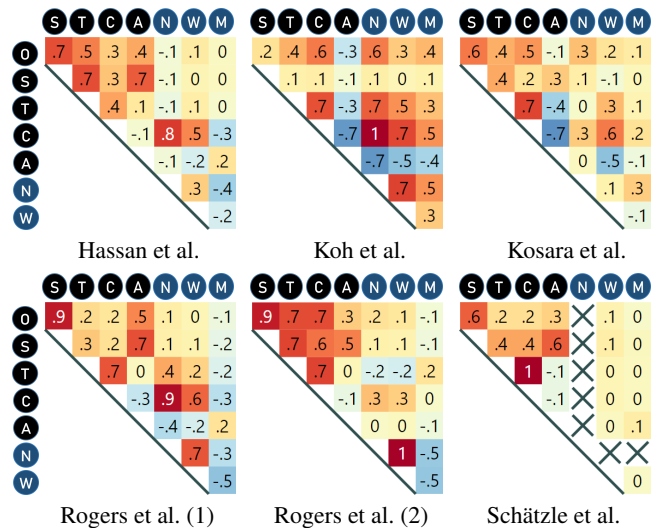 S T C A N W M S T C A N W M S T C A N W M
O .7 .5 .3 .4 -.1 .1 0 .2 .4 .6 -.3 .6 .3 .4 .6 .4 .5 -.1 .3 .2 .1
S .7 .3 .7 -.1 0 0 .1 .1 -.1 .1 0 .1 .4 .2 .3 .1 -.1 0
T .4 .1 -.1 .1 0 .7 -.3 .7 .5 .3 .7 -.4 0 .3 .1
C -.1 .8 .5 -.3 -.7 1 .7 .5 -.7 .3 .6 .2
A -.1 -.2 .2 -.7 -.5 -.4 0 -.5 -.1
N .3 -.4 .7 .5 .1 .3
W -.2 .3 -.1
Hassan et al. Koh et al. Kosara et al.
S T C A N W M S T C A N W M S T C A N W M
O .9 .2 .2 .5 .1 0 -.1 .9 .7 .7 .3 .2 .1 -.1 .6 .2 .2 .3 .1 0
S .3 .2 .7 .1 .1 -.2 .7 .6 .5 .1 .1 -.1 .4 .4 .6 .1 0
T .7 0 .4 .2 -.2 .7 0 -.2 -.2 .2 1 -.1 0 0
C -.3 .9 .6 -.3 -.1 .3 .3 0 -.1 0 0
A -.4 -.2 .2 0 0 -.1 0 .1
N .7 -.3 1 -.5
W -.5 -.5 0
Rogers et al. (1) Rogers et al. (2) Schätzle et al.